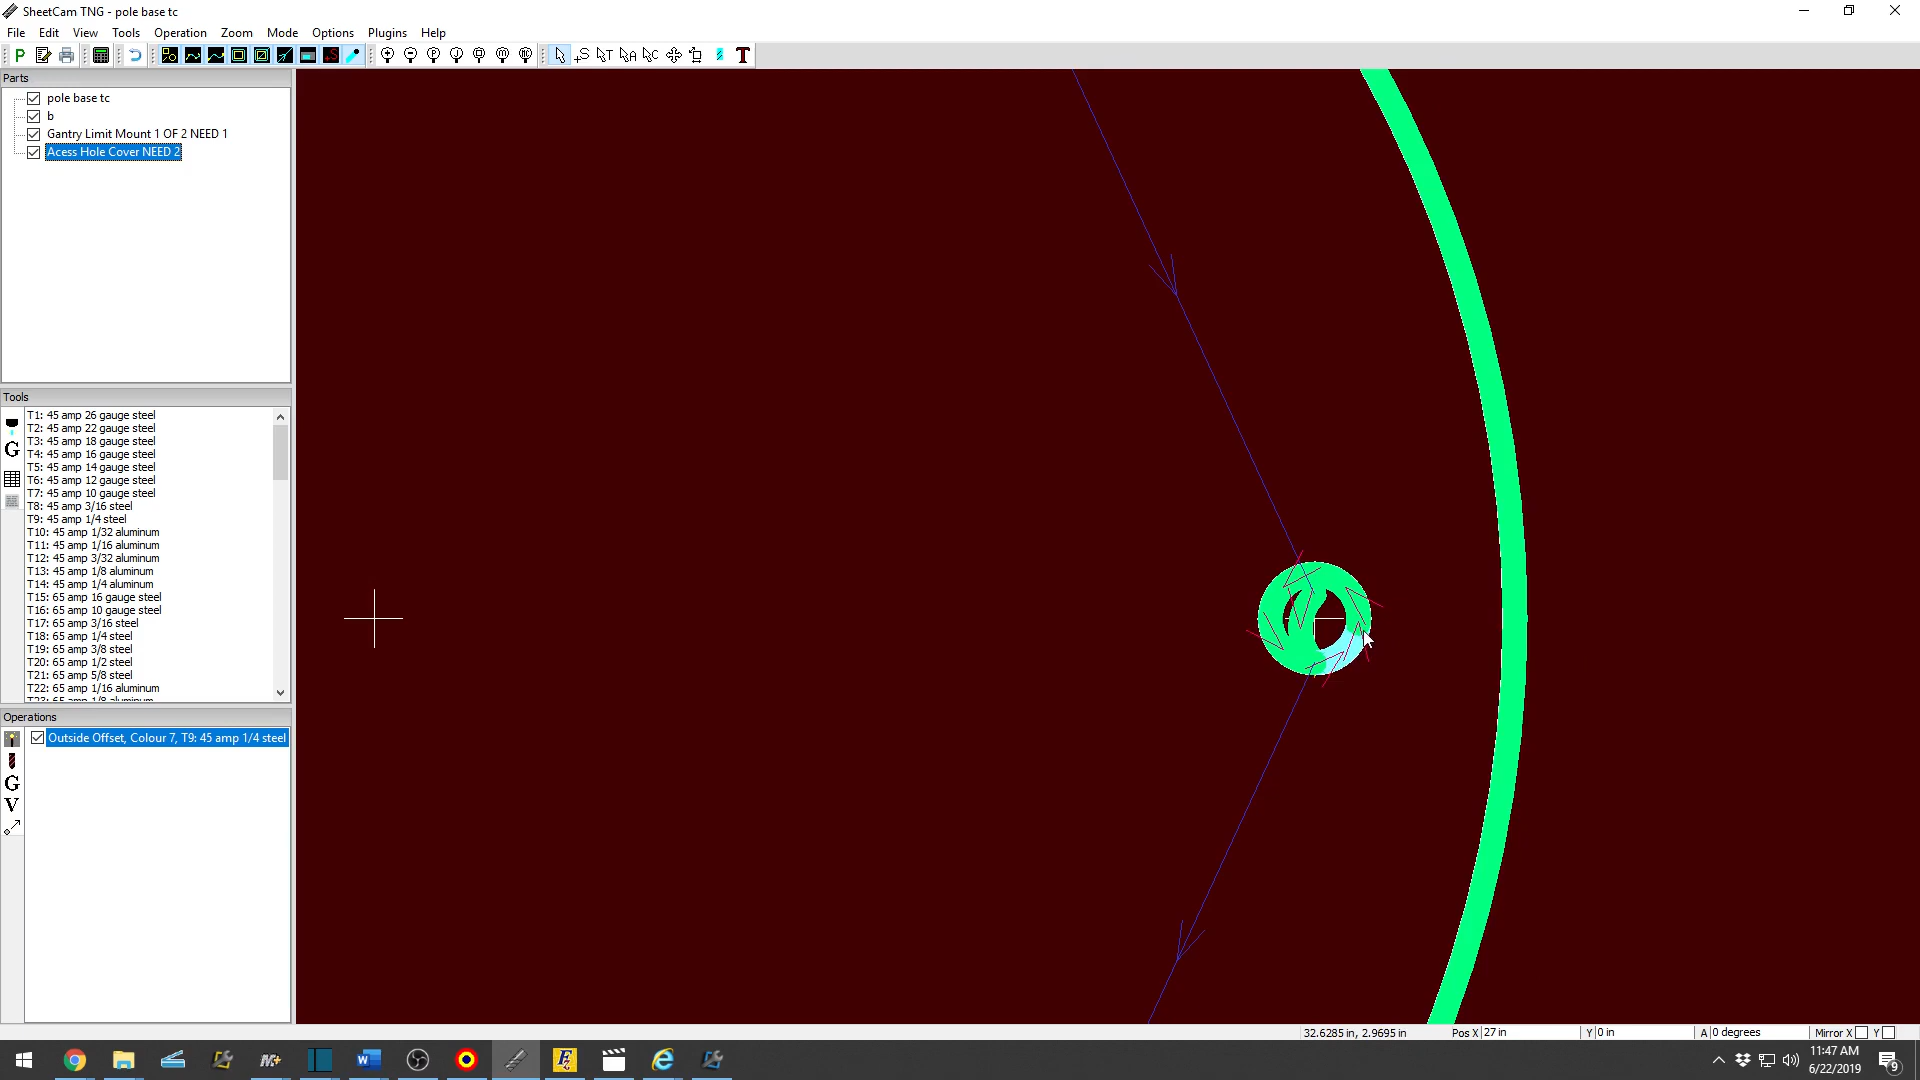 SheetCam TNG - pole base tc
File Edit View Tools Operation Zoom Mode Options Plugins Help
Parts
pole base tc
b
Gantry Limit Mount 1 OF 2 NEED 1
Acess Hole Cover NEED 2
Tools
T1: 45 amp 26 gauge steel
T2: 45 amp 22 gauge steel
T3: 45 amp 18 gauge steel
T4: 45 amp 16 gauge steel
T5: 45 amp 14 gauge steel
T6: 45 amp 12 gauge steel
T7: 45 amp 10 gauge steel
T8: 45 amp 3/16 steel
T9: 45 amp 1/4 steel
T10: 45 amp 1/32 aluminum
T11: 45 amp 1/16 aluminum
T12: 45 amp 3/32 aluminum
T13: 45 amp 1/8 aluminum
T14: 45 amp 1/4 aluminum
T15: 65 amp 16 gauge steel
T16: 65 amp 10 gauge steel
T17: 65 amp 3/16 steel
T18: 65 amp 1/4 steel
T19: 65 amp 3/8 steel
T20: 65 amp 1/2 steel
T21: 65 amp 5/8 steel
T22: 65 amp 1/16 aluminum
T23: 65 amp 1/8 aluminum
Operations
Outside Offset, Colour 7, T9: 45 amp 1/4 steel
32.6285 in, 2.9695 in Pos X 27 in Y 0 in A 0 degrees Mirror X Y
11:47 AM
6/22/2019
9